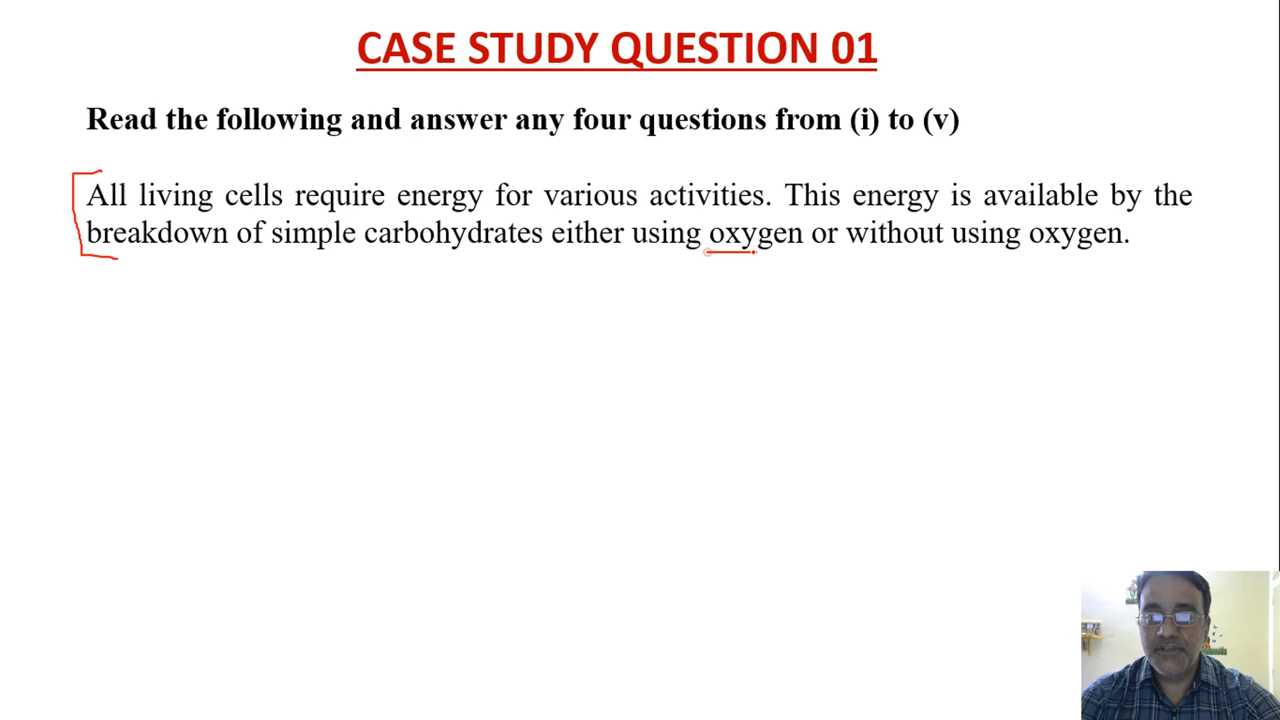 CASE STUDY QUESTION 01
Read the following and answer any four questions from (i) to (v)
All living cells require energy for various activities. This energy is available by the
breakdown of simple carbohydrates either using oxygen or without using oxygen.